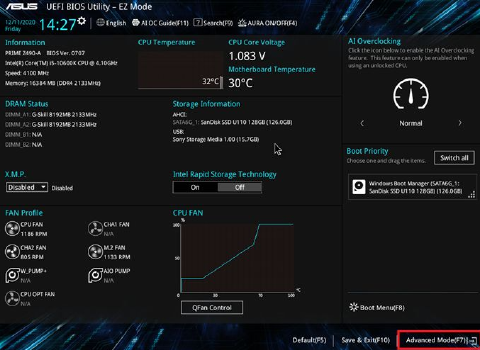 ASUS UEFI BIOS Utility – EZ Mode
12/11/2020
Friday
14:27
English
AI OC Guide(F11)
Search(F9)
AURA ON/OFF(F4)
Information
PRIME Z490-A BIOS Ver. 0707
Intel(R) Core(TM) i5-10600K CPU @ 4.10GHz
Speed: 4100 MHz
Memory: 16384 MB (DDR4 2133MHz)
CPU Temperature
32°C
CPU Core Voltage
1.083 V
Motherboard Temperature
30°C
AI Overclocking
Click the icon below to enable the AI Overclocking
feature. This feature can only be enabled when
using an unlocked CPU.
Normal
DRAM Status
DIMM_A1: G-Skill 8192MB 2133MHz
DIMM_A2: G-Skill 8192MB 2133MHz
DIMM_B1: N/A
DIMM_B2: N/A
Storage Information
AHCI:
SATA6G_1: SanDisk SSD U110 128GB (126.0GB)
USB:
Sony Storage Media 1.00 (15.7GB)
Boot Priority
Choose one and drag the items.
Switch all
Windows Boot Manager (SATA6G_1:
SanDisk SSD U110 128GB) (126.0GB)
X.M.P.
Disabled
Disabled
Intel Rapid Storage Technology
On
Off
FAN Profile
CPU FAN
1186 RPM
CHA1 FAN
N/A
CHA2 FAN
805 RPM
M.2 FAN
1133 RPM
W_PUMP+
N/A
AIO PUMP
N/A
CPU OPT FAN
N/A
CPU FAN
%
100
50
0
30
70
100
°C
QFan Control
Boot Menu(F8)
Default(F5)
Save & Exit(F10)
Advanced Mode(F7)